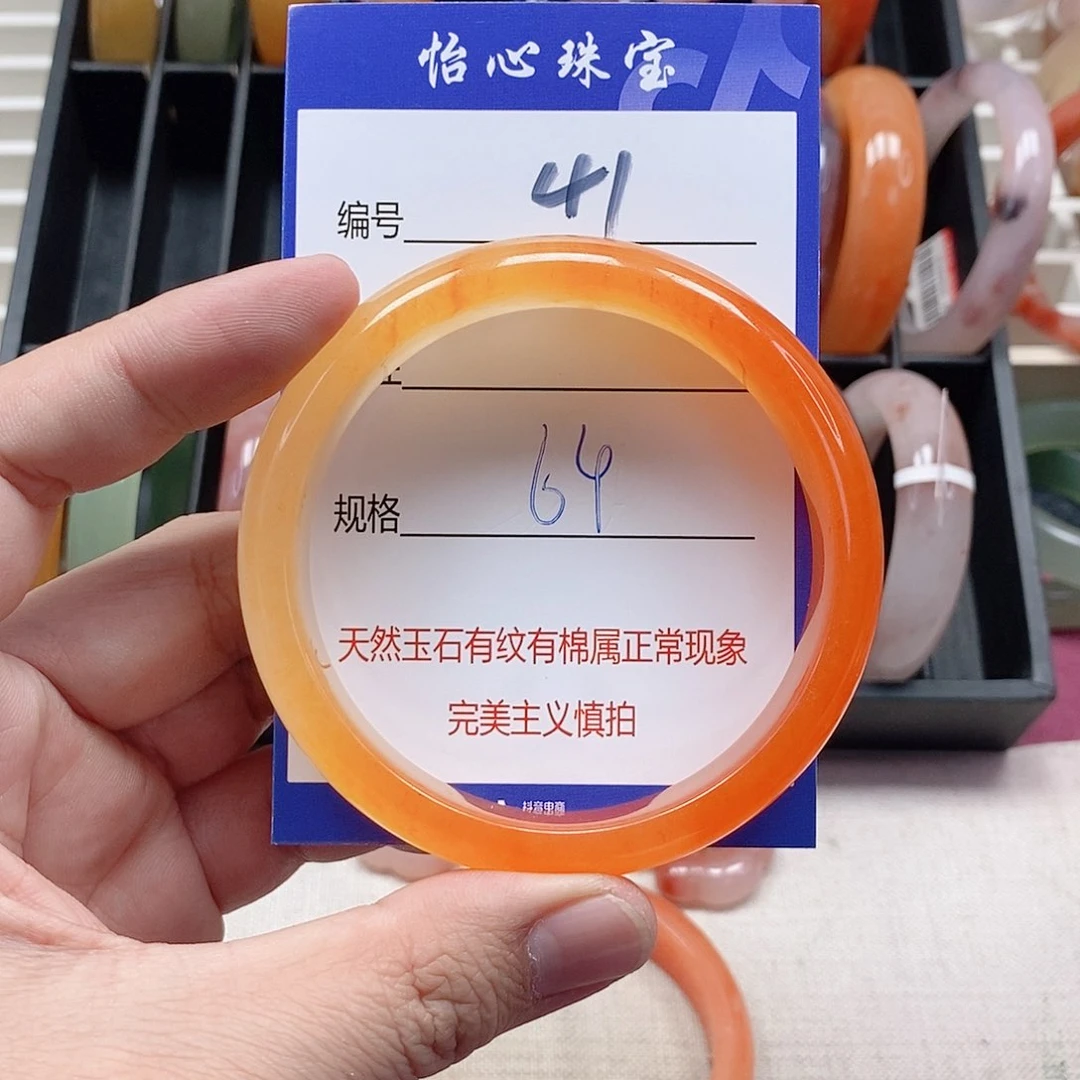 怡心珠宝
编号 41
规格 64
天然玉石有纹有棉属正常现象
完美主义慎拍
抖音电商